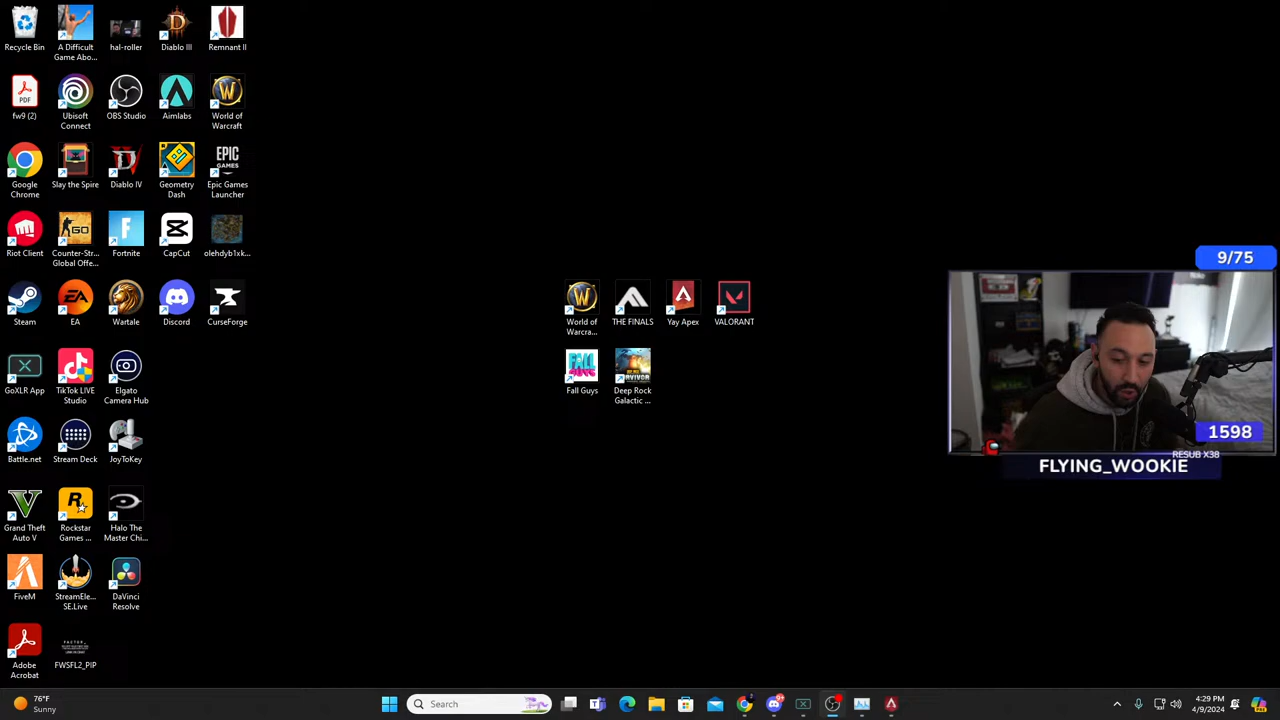 Recycle Bin
A Difficult
Game Abo...
hal-roller
Diablo III
Remnant II
PDF
fw9 (2)
Ubisoft
Connect
OBS Studio
Aimlabs
World of
Warcraft
Google
Chrome
Slay the Spire
Diablo IV
Geometry
Dash
EPIC
GAMES
Epic Games
Launcher
Riot Client
GO
Counter-Str...
Global Offe...
Fortnite
CapCut
olehdyb1xk...
Steam
EA
Wartale
Discord
CurseForge
World of
Warcra...
THE FINALS
Yay Apex
VALORANT
GoXLR App
TikTok LIVE
Studio
Elgato
Camera Hub
FALL
GUYS
Fall Guys
Deep Rock
Galactic ...
Battle.net
Stream Deck
JoyToKey
Grand Theft
Auto V
Rockstar
Games ...
Halo The
Master Chi...
FiveM
StreamEle...
SE.Live
DaVinci
Resolve
Adobe
Acrobat
FWSFL2_PIP
9/75
1598
RESUB X38
FLYING_WOOKIE
76°F
Sunny
Search
4:29 PM
4/9/2024